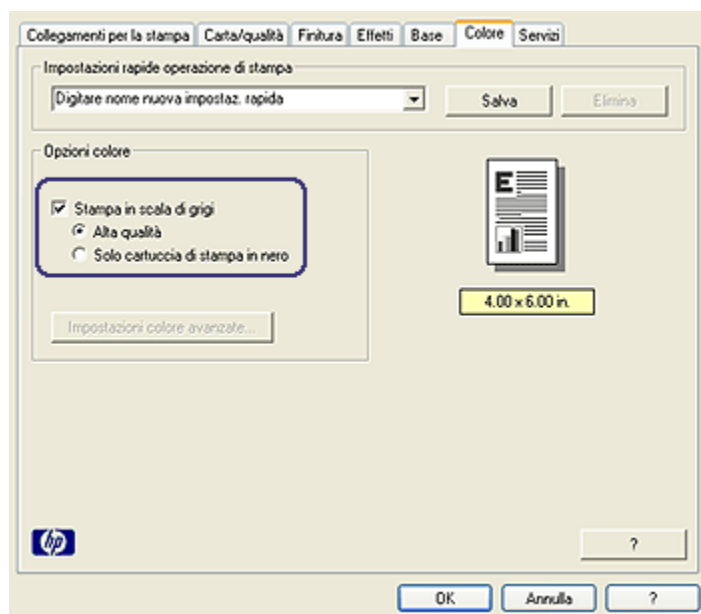 Collegamenti per la stampa Carta/qualità Finitura Effetti Base Colore Servizi
Impostazioni rapide operazione di stampa
Digitare nome nuova impostaz. rapida Salva Elimina
Opzioni colore
Stampa in scala di grigi
Alta qualità
Solo cartuccia di stampa in nero
Impostazioni colore avanzate...
E
4.00 x 6.00 in.
hp ?
OK Annulla ?